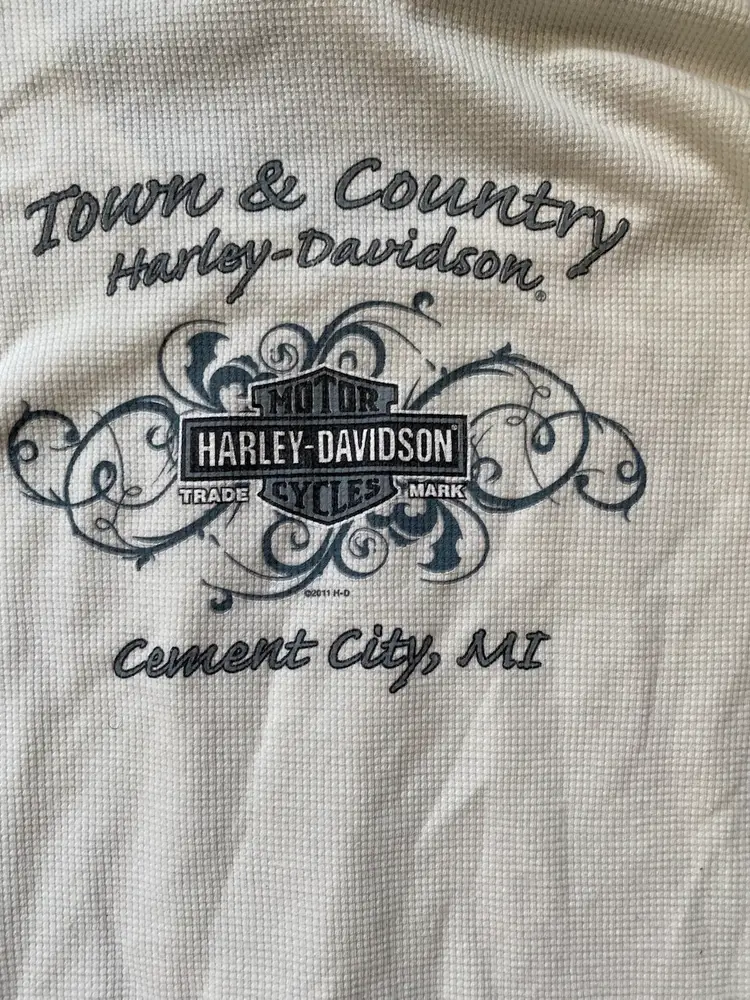 Town & Country
Harley-Davidson®
MOTOR
HARLEY-DAVIDSON
TRADE MARK
CYCLES
©2011 H-D
Cement City, MI